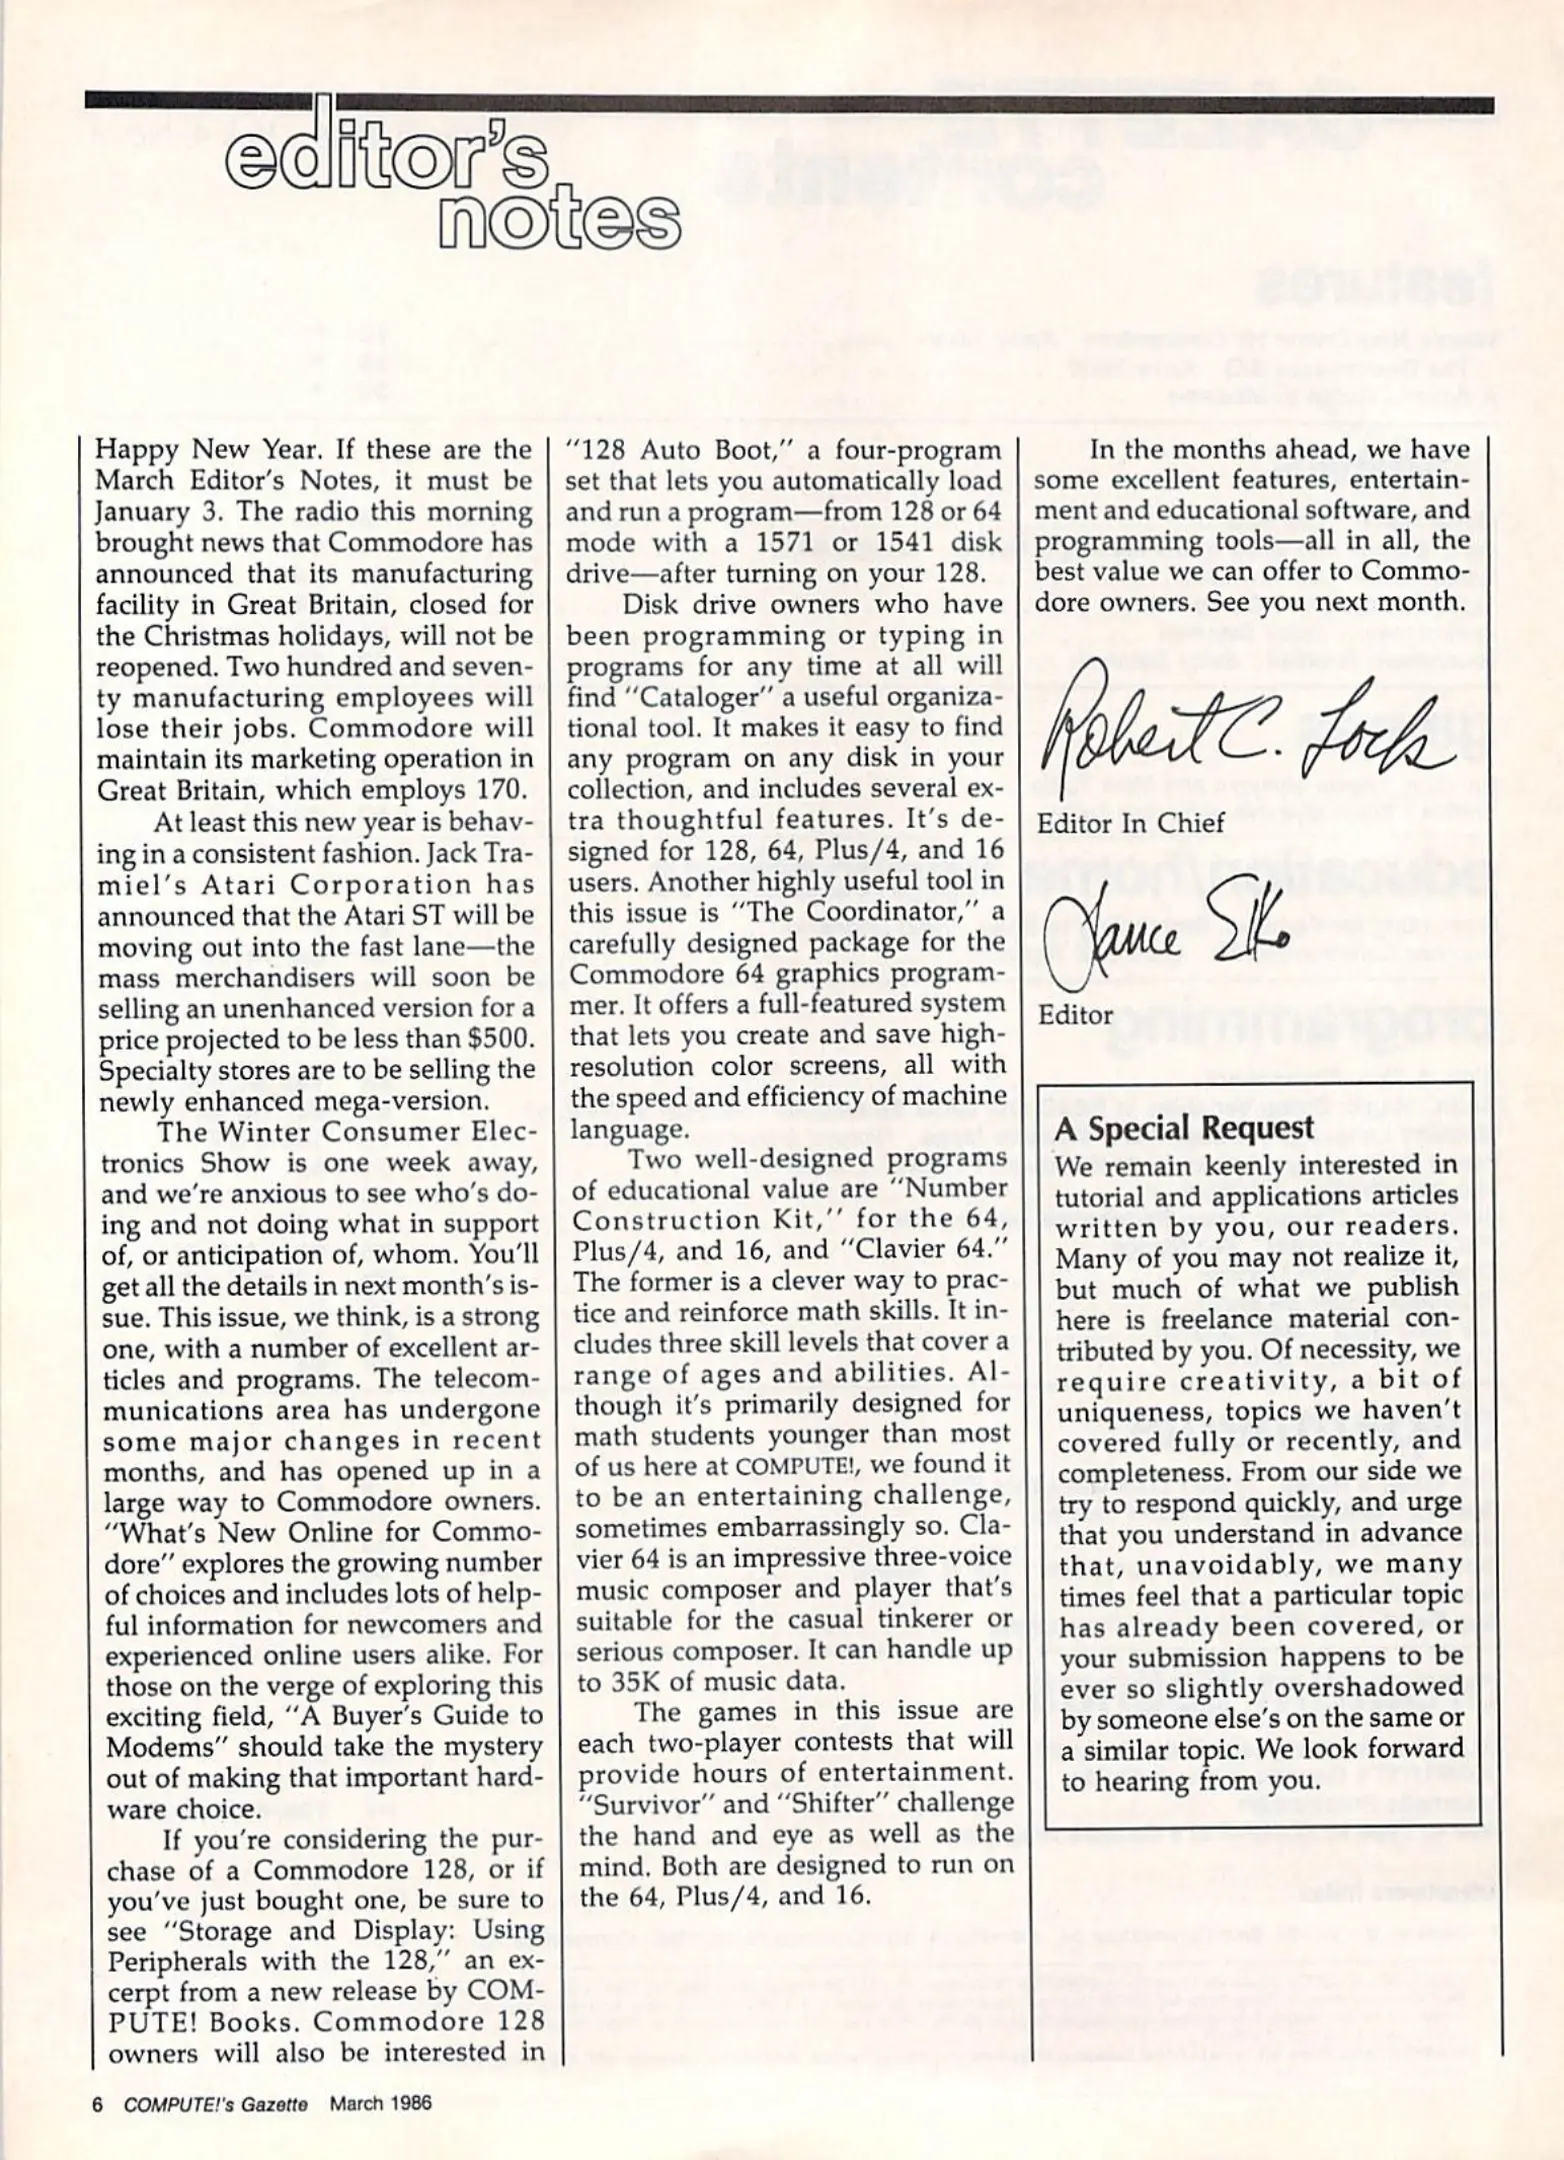 editor's
notes
Happy New Year. If these are the
March Editor's Notes, it must be
January 3. The radio this morning
brought news that Commodore has
announced that its manufacturing
facility in Great Britain, closed for
the Christmas holidays, will not be
reopened. Two hundred and seven-
ty manufacturing employees will
lose their jobs. Commodore will
maintain its marketing operation in
Great Britain, which employs 170.
At least this new year is behav-
ing in a consistent fashion. Jack Tra-
miel's Atari Corporation has
announced that the Atari ST will be
moving out into the fast lane—the
mass merchandisers will soon be
selling an unenhanced version for a
price projected to be less than $500.
Specialty stores are to be selling the
newly enhanced mega-version.
The Winter Consumer Elec-
tronics Show is one week away,
and we're anxious to see who's do-
ing and not doing what in support
of, or anticipation of, whom. You'll
get all the details in next month's is-
sue. This issue, we think, is a strong
one, with a number of excellent ar-
ticles and programs. The telecom-
munications area has undergone
some major changes in recent
months, and has opened up in a
large way to Commodore owners.
"What's New Online for Commo-
dore" explores the growing number
of choices and includes lots of help-
ful information for newcomers and
experienced online users alike. For
those on the verge of exploring this
exciting field, "A Buyer's Guide to
Modems" should take the mystery
out of making that important hard-
ware choice.
If you're considering the pur-
chase of a Commodore 128, or if
you've just bought one, be sure to
see "Storage and Display: Using
Peripherals with the 128," an ex-
cerpt from a new release by COM-
PUTE! Books. Commodore 128
owners will also be interested in
"128 Auto Boot," a four-program
set that lets you automatically load
and run a program—from 128 or 64
mode with a 1571 or 1541 disk
drive—after turning on your 128.
Disk drive owners who have
been programming or typing in
programs for any time at all will
find "Cataloger" a useful organiza-
tional tool. It makes it easy to find
any program on any disk in your
collection, and includes several ex-
tra thoughtful features. It's de-
signed for 128, 64, Plus/4, and 16
users. Another highly useful tool in
this issue is "The Coordinator," a
carefully designed package for the
Commodore 64 graphics program-
mer. It offers a full-featured system
that lets you create and save high-
resolution color screens, all with
the speed and efficiency of machine
language.
Two well-designed programs
of educational value are "Number
Construction Kit," for the 64,
Plus/4, and 16, and "Clavier 64."
The former is a clever way to prac-
tice and reinforce math skills. It in-
cludes three skill levels that cover a
range of ages and abilities. Al-
though it's primarily designed for
math students younger than most
of us here at COMPUTE!, we found it
to be an entertaining challenge,
sometimes embarrassingly so. Cla-
vier 64 is an impressive three-voice
music composer and player that's
suitable for the casual tinkerer or
serious composer. It can handle up
to 35K of music data.
The games in this issue are
each two-player contests that will
provide hours of entertainment.
"Survivor" and "Shifter" challenge
the hand and eye as well as the
mind. Both are designed to run on
the 64, Plus/4, and 16.
In the months ahead, we have
some excellent features, entertain-
ment and educational software, and
programming tools—all in all, the
best value we can offer to Commo-
dore owners. See you next month.
Robert C. Lock
Editor In Chief
Lance Elko
Editor
A Special Request
We remain keenly interested in
tutorial and applications articles
written by you, our readers.
Many of you may not realize it,
but much of what we publish
here is freelance material con-
tributed by you. Of necessity, we
require creativity, a bit of
uniqueness, topics we haven't
covered fully or recently, and
completeness. From our side we
try to respond quickly, and urge
that you understand in advance
that, unavoidably, we many
times feel that a particular topic
has already been covered, or
your submission happens to be
ever so slightly overshadowed
by someone else's on the same or
a similar topic. We look forward
to hearing from you.
6 COMPUTE!'s Gazette March 1986